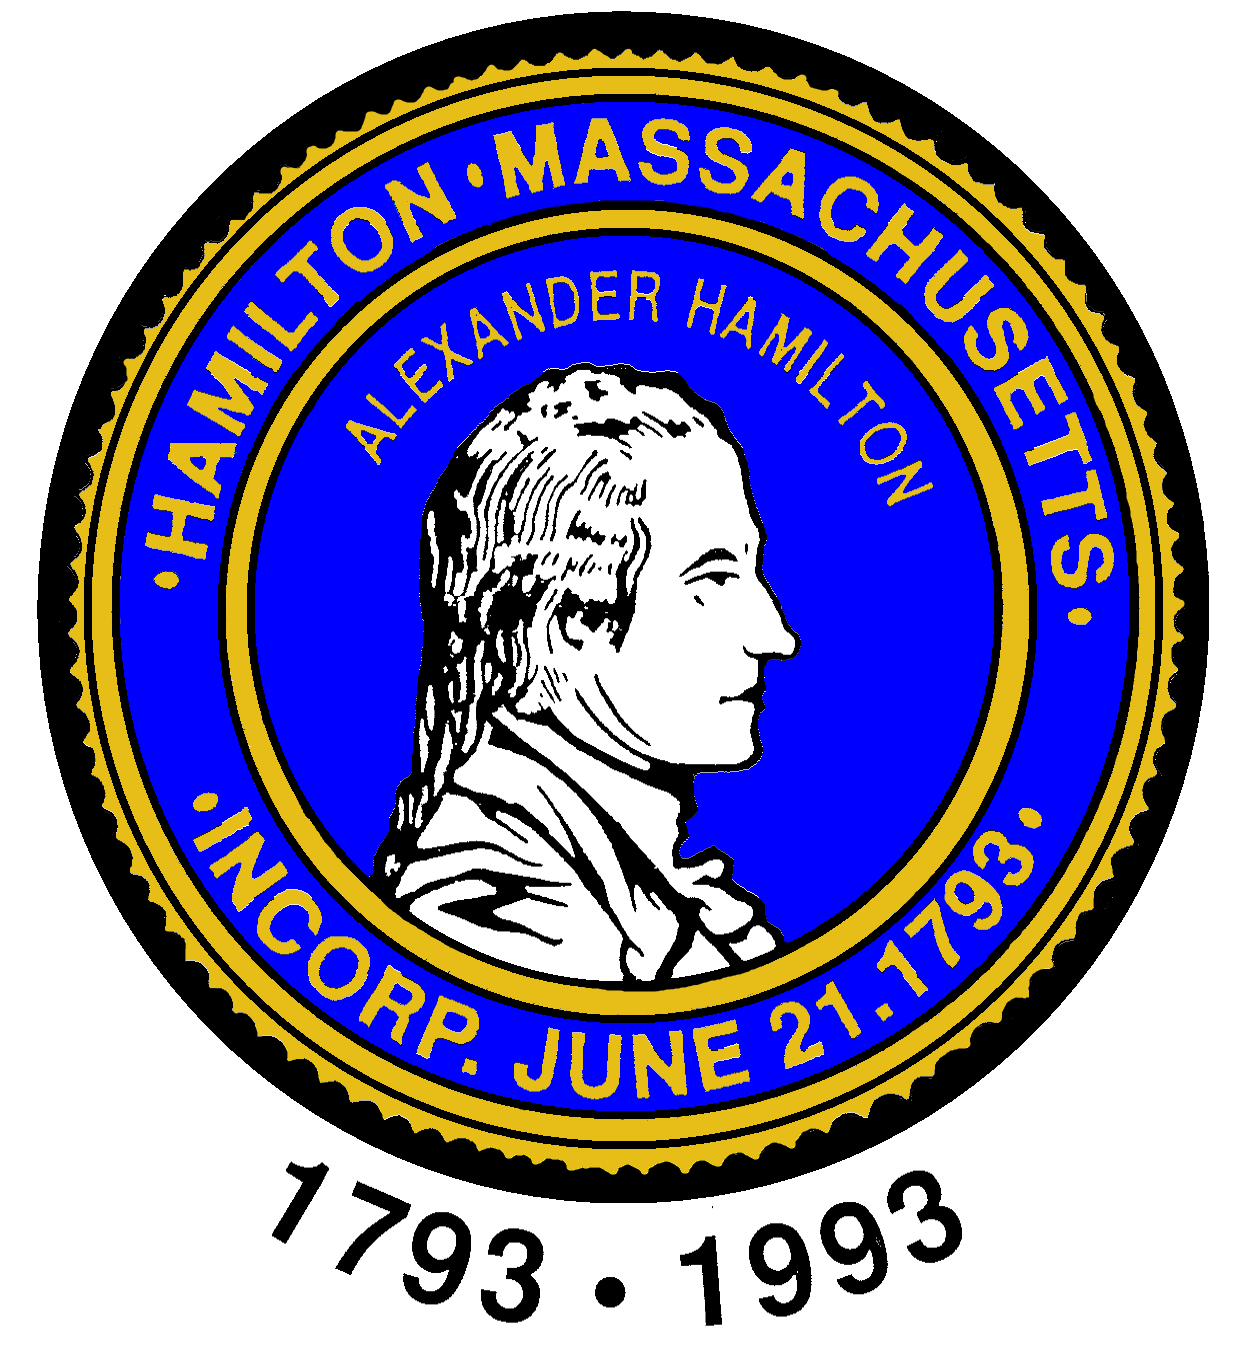 ·HAMILTON·MASSACHUSETTS·
ALEXANDER HAMILTON
·INCORP. JUNE 21.1793·
1793 · 1993